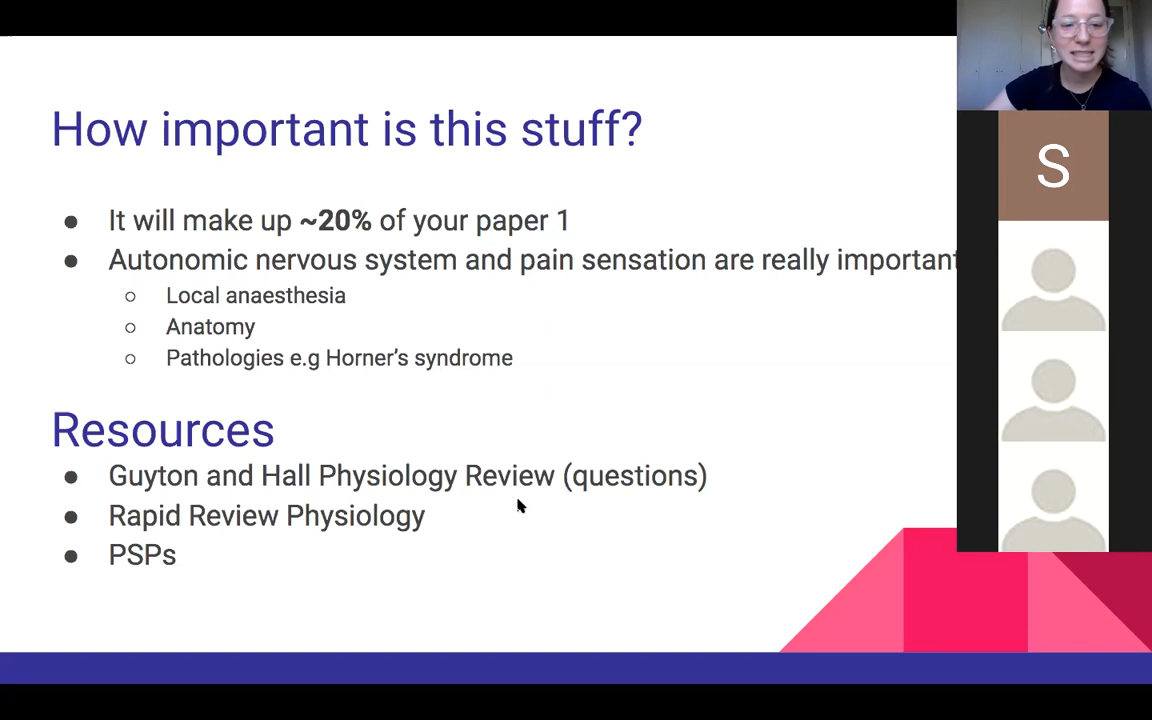 How important is this stuff?
It will make up ~20% of your paper 1
Autonomic nervous system and pain sensation are really important
Local anaesthesia
Anatomy
Pathologies e.g Horner's syndrome
Resources
Guyton and Hall Physiology Review (questions)
Rapid Review Physiology
PSPs
S